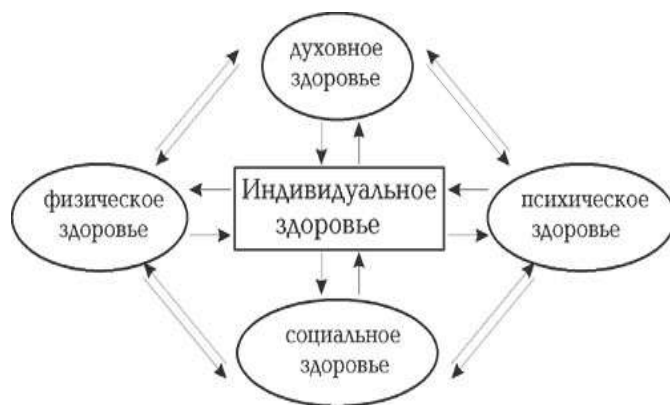 духовное
здоровье
физическое
здоровье
Индивидуальное
здоровье
психическое
здоровье
социальное
здоровье